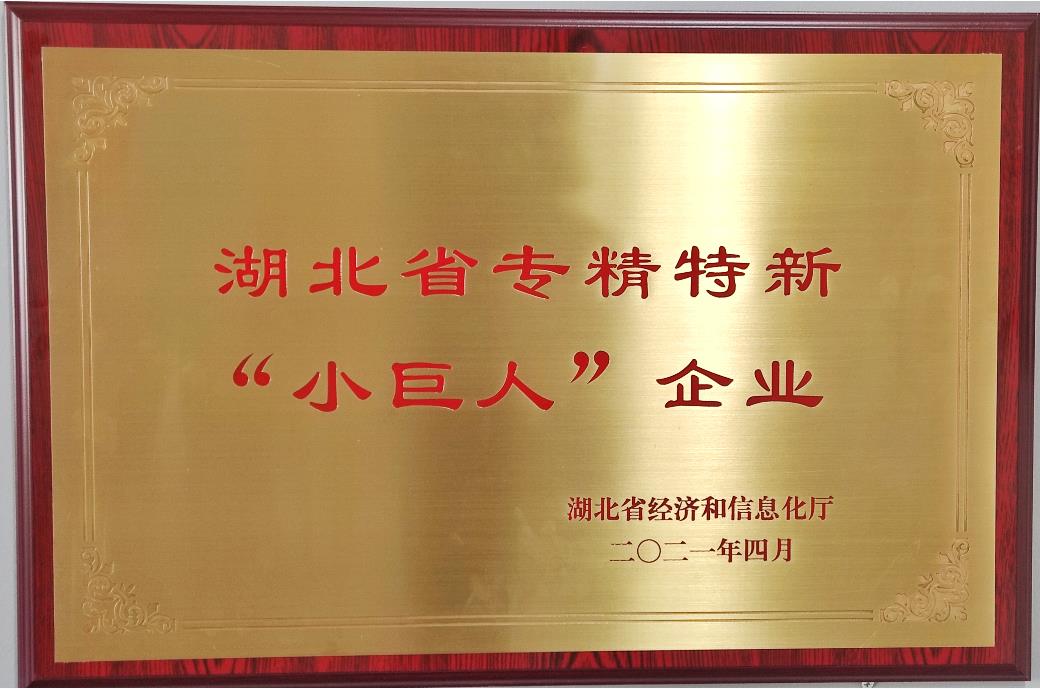 湖北省专精特新
“小巨人”企业
湖北省经济和信息化厅
二〇二一年四月